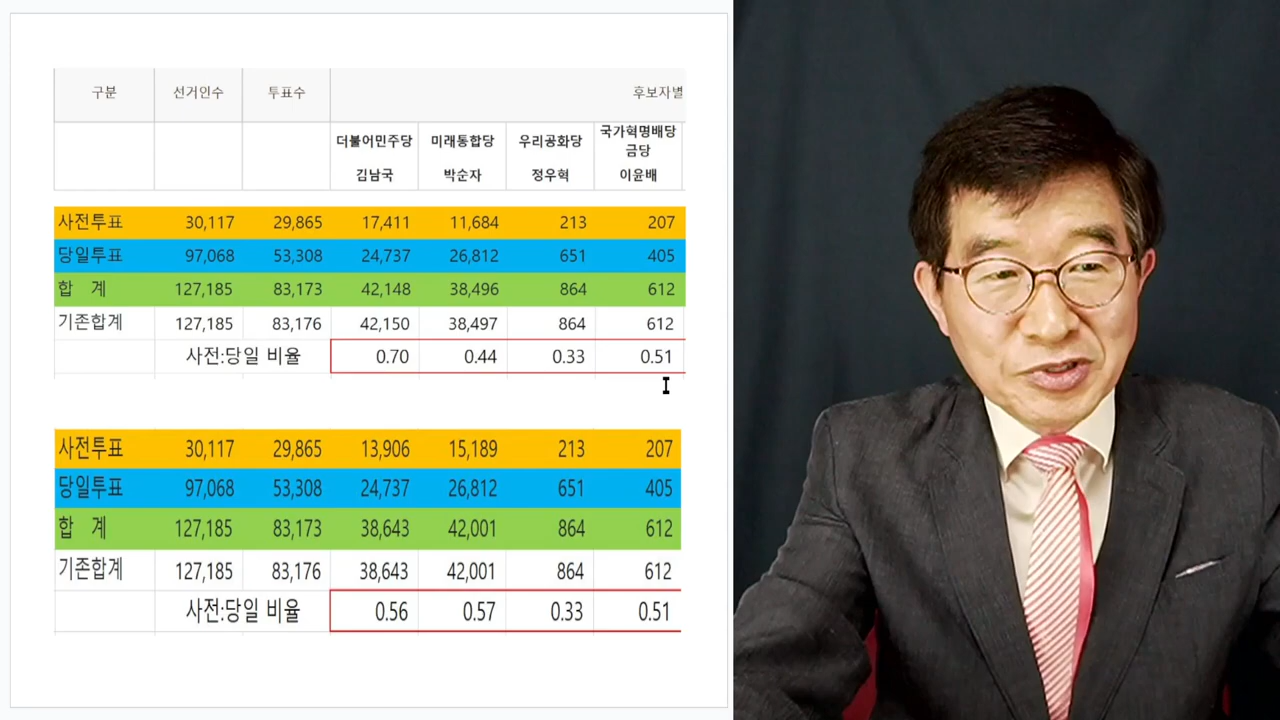 구분 선거인수 투표수 후보자별
더불어민주당 미래통합당 우리공화당 국가혁명배당
금당
김남국 박순자 정우혁 이윤배
사전투표 30,117 29,865 17,411 11,684 213 207
당일투표 97,068 53,308 24,737 26,812 651 405
합 계 127,185 83,173 42,148 38,496 864 612
기존합계 127,185 83,176 42,150 38,497 864 612
사전:당일 비율 0.70 0.44 0.33 0.51
사전투표 30,117 29,865 13,906 15,189 213 207
당일투표 97,068 53,308 24,737 26,812 651 405
합 계 127,185 83,173 38,643 42,001 864 612
기존합계 127,185 83,176 38,643 42,001 864 612
사전:당일 비율 0.56 0.57 0.33 0.51